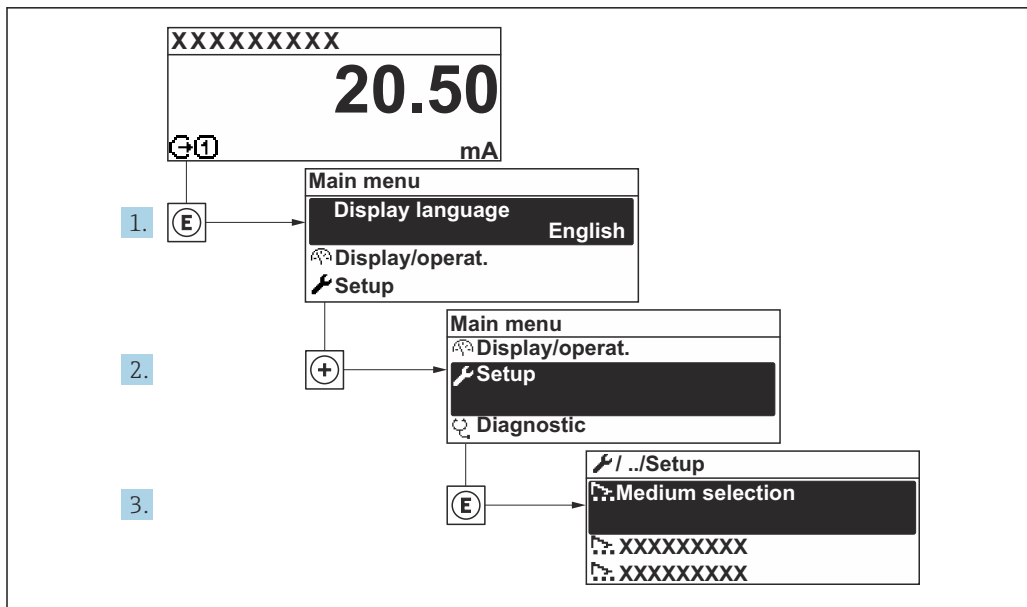 XXXXXXXXX
20.50
1
mA
1.
E
Main menu
Display language
English
Display/operat.
Setup
2.
+
Main menu
Display/operat.
Setup
Diagnostic
3.
E
/ ../Setup
Medium selection
XXXXXXXXX
XXXXXXXXX